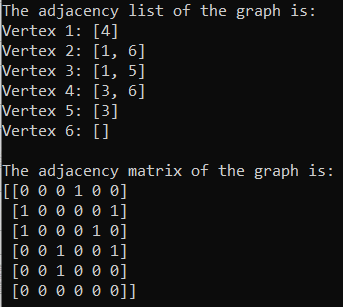 The adjacency list of the graph is:
Vertex 1: [4]
Vertex 2: [1, 6]
Vertex 3: [1, 5]
Vertex 4: [3, 6]
Vertex 5: [3]
Vertex 6: []
The adjacency matrix of the graph is:
[[0 0 0 1 0 0]
[1 0 0 0 0 1]
[1 0 0 0 1 0]
[0 0 1 0 0 1]
[0 0 1 0 0 0]
[0 0 0 0 0 0]]